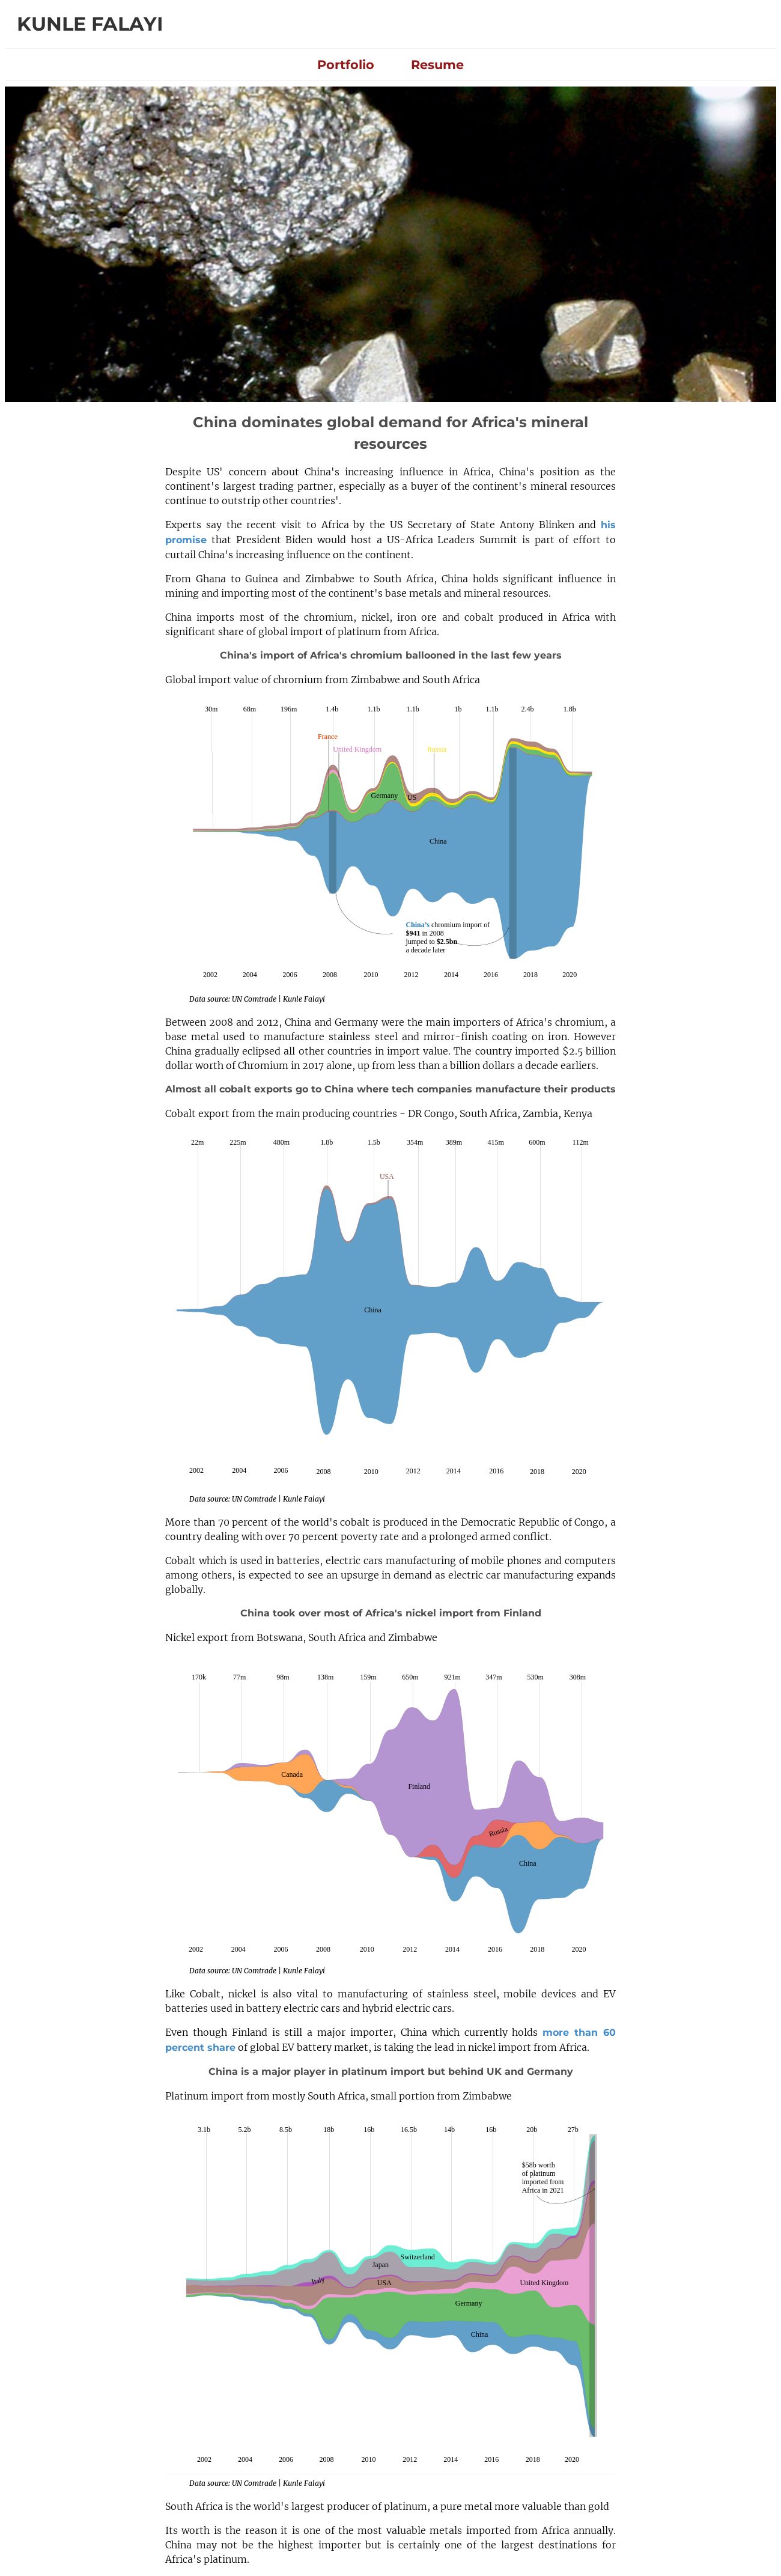 KUNLE FALAYI
Portfolio Resume
China dominates global demand for Africa's mineral
resources
Despite US' concern about China's increasing influence in Africa, China's position as the
continent's largest trading partner, especially as a buyer of the continent's mineral resources
continue to outstrip other countries'.
Experts say the recent visit to Africa by the US Secretary of State Antony Blinken and his
promise that President Biden would host a US-Africa Leaders Summit is part of effort to
curtail China's increasing influence on the continent.
From Ghana to Guinea and Zimbabwe to South Africa, China holds significant influence in
mining and importing most of the continent's base metals and mineral resources.
China imports most of the chromium, nickel, iron ore and cobalt produced in Africa with
significant share of global import of platinum from Africa.
China's import of Africa's chromium ballooned in the last few years
Global import value of chromium from Zimbabwe and South Africa
30m 68m 196m 1.4b 1.1b 1.1b 1b 1.1b 2.4b 1.8b
France
United Kingdom Russia
Germany US
China
China's chromium import of
$941 in 2008
jumped to $2.5bn
a decade later
2002 2004 2006 2008 2010 2012 2014 2016 2018 2020
Data source: UN Comtrade | Kunle Falayi
Between 2008 and 2012, China and Germany were the main importers of Africa's chromium, a
base metal used to manufacture stainless steel and mirror-finish coating on iron. However
China gradually eclipsed all other countries in import value. The country imported $2.5 billion
dollar worth of Chromium in 2017 alone, up from less than a billion dollars a decade earliers.
Almost all cobalt exports go to China where tech companies manufacture their products
Cobalt export from the main producing countries - DR Congo, South Africa, Zambia, Kenya
22m 225m 480m 1.8b 1.5b 354m 389m 415m 600m 112m
USA
China
2002 2004 2006 2008 2010 2012 2014 2016 2018 2020
Data source: UN Comtrade | Kunle Falayi
More than 70 percent of the world's cobalt is produced in the Democratic Republic of Congo, a
country dealing with over 70 percent poverty rate and a prolonged armed conflict.
Cobalt which is used in batteries, electric cars manufacturing of mobile phones and computers
among others, is expected to see an upsurge in demand as electric car manufacturing expands
globally.
China took over most of Africa's nickel import from Finland
Nickel export from Botswana, South Africa and Zimbabwe
170k 77m 98m 138m 159m 650m 921m 347m 530m 308m
Canada
Finland
Russia
China
2002 2004 2006 2008 2010 2012 2014 2016 2018 2020
Data source: UN Comtrade | Kunle Falayi
Like Cobalt, nickel is also vital to manufacturing of stainless steel, mobile devices and EV
batteries used in battery electric cars and hybrid electric cars.
Even though Finland is still a major importer, China which currently holds more than 60
percent share of global EV battery market, is taking the lead in nickel import from Africa.
China is a major player in platinum import but behind UK and Germany
Platinum import from mostly South Africa, small portion from Zimbabwe
3.1b 5.2b 8.5b 18b 16b 16.5b 14b 16b 20b 27b
$58b worth
of platinum
imported from
Africa in 2021
Switzerland
Japan
Italy USA United Kingdom
Germany
China
2002 2004 2006 2008 2010 2012 2014 2016 2018 2020
Data source: UN Comtrade | Kunle Falayi
South Africa is the world's largest producer of platinum, a pure metal more valuable than gold
Its worth is the reason it is one of the most valuable metals imported from Africa annually.
China may not be the highest importer but is certainly one of the largest destinations for
Africa's platinum.